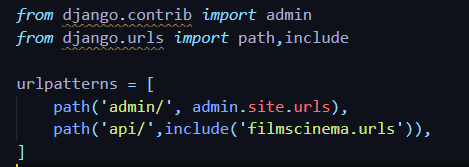 from django.contrib import admin
from django.urls import path,include
urlpatterns = [
path('admin/', admin.site.urls),
path('api/',include('filmscinema.urls')),
]